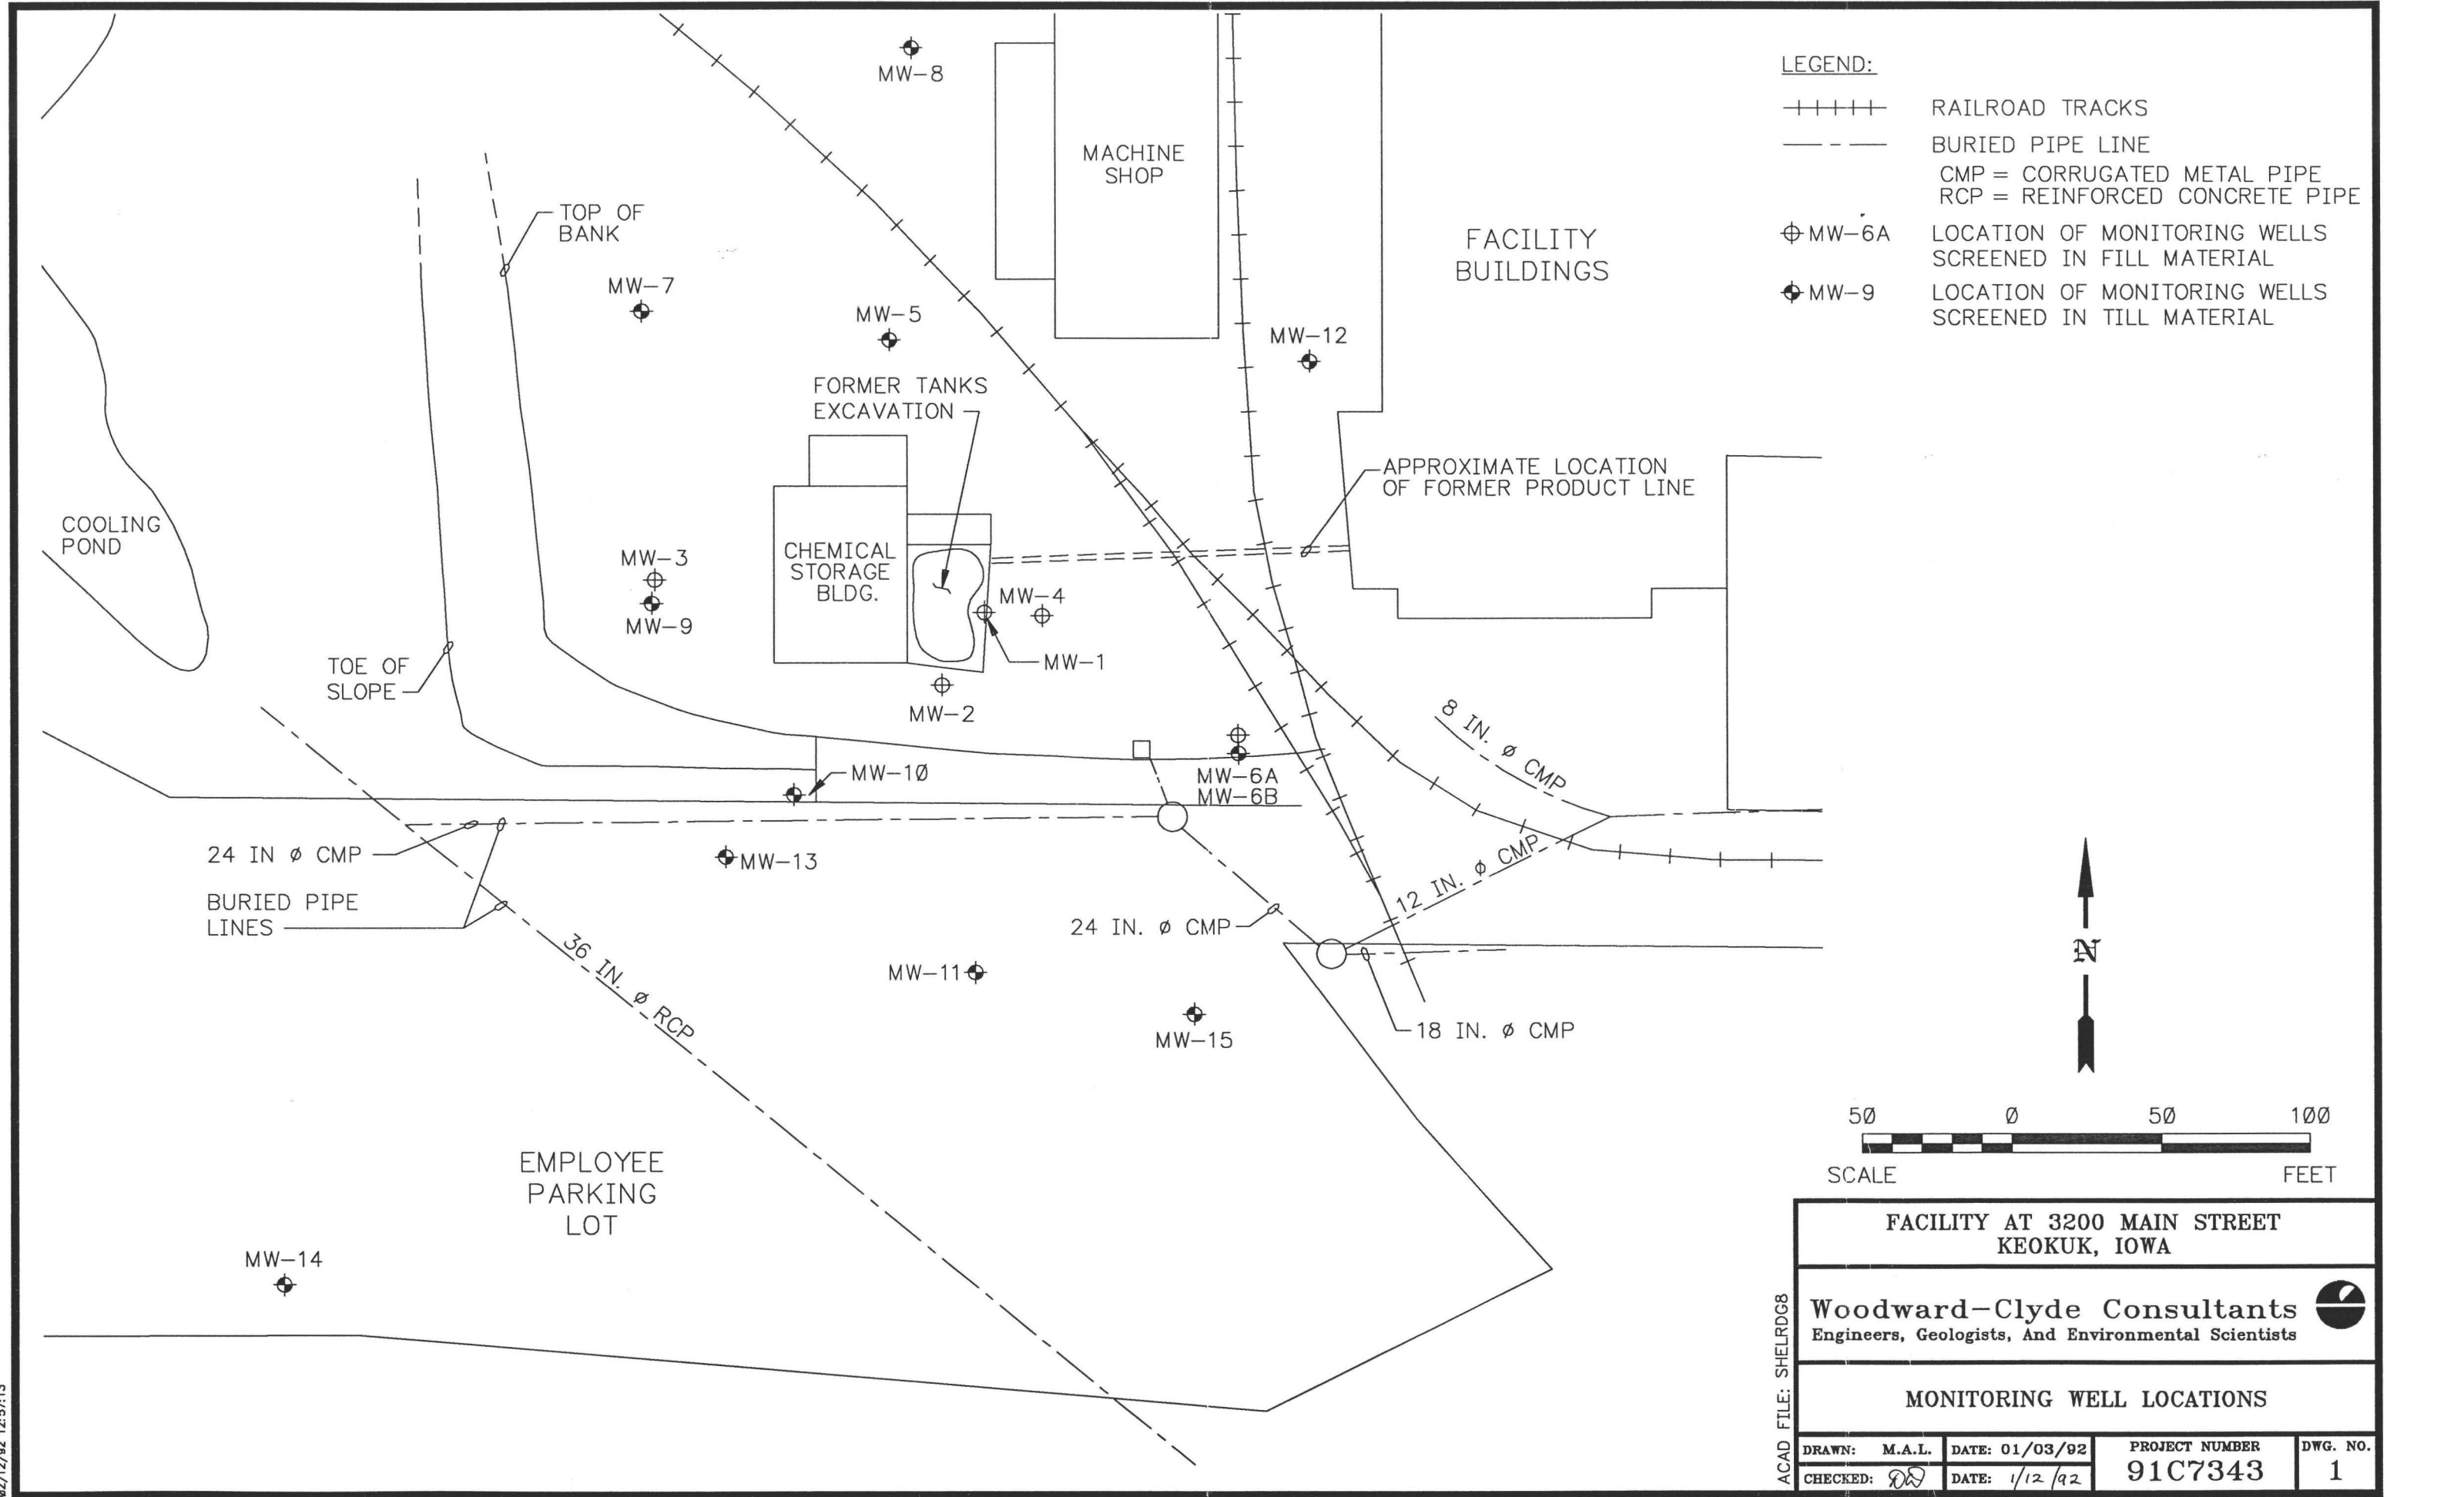 MW-8
MACHINE
SHOP
TOP OF
BANK
MW-7
MW-5
FACILITY
BUILDINGS
MW-12
FORMER TANKS
EXCAVATION
APPROXIMATE LOCATION
OF FORMER PRODUCT LINE
COOLING
POND
CHEMICAL
STORAGE
BLDG.
MW-3
MW-9
MW-4
MW-1
TOE OF
SLOPE
MW-2
8 IN. ø CMP
MW-10
MW-6A
MW-6B
24 IN ø CMP
MW-13
12 IN. ø CMP
BURIED PIPE
LINES
24 IN. ø CMP
36 IN. ø RCP
MW-11
MW-15
18 IN. ø CMP
EMPLOYEE
PARKING
LOT
MW-14
LEGEND:
RAILROAD TRACKS
BURIED PIPE LINE
CMP = CORRUGATED METAL PIPE
RCP = REINFORCED CONCRETE PIPE
MW-6A LOCATION OF MONITORING WELLS
SCREENED IN FILL MATERIAL
MW-9 LOCATION OF MONITORING WELLS
SCREENED IN TILL MATERIAL
N
50 0 50 100
SCALE FEET
FACILITY AT 3200 MAIN STREET
KEOKUK, IOWA
Woodward-Clyde Consultants
Engineers, Geologists, And Environmental Scientists
MONITORING WELL LOCATIONS
DRAWN: M.A.L. DATE: 01/03/92
CHECKED: DATE: 1/12/92
PROJECT NUMBER
91C7343
DWG. NO.
1
ACAD FILE: SHELRDG8